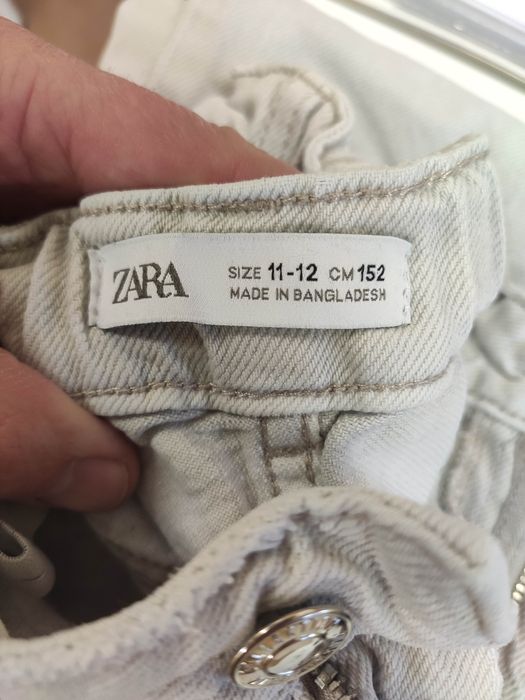 ZARA
SIZE 11-12 CM 152
MADE IN BANGLADESH